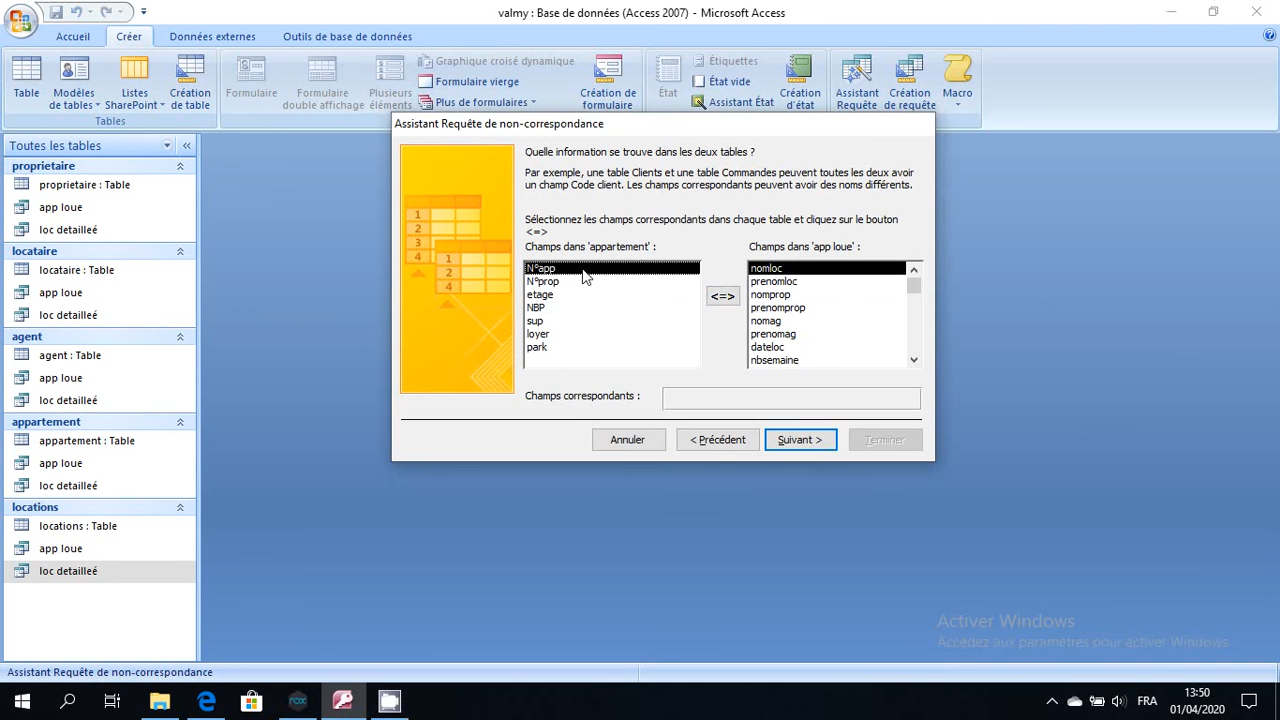 valmy : Base de données (Access 2007) - Microsoft Access
Accueil
Créer
Données externes
Outils de base de données
Table
Modèles de tables
Listes SharePoint
Création de table
Tables
Formulaire
Formulaire double affichage
Plusieurs éléments
Graphique croisé dynamique
Formulaire vierge
Plus de formulaires
Création de formulaire
État
Étiquettes
État vide
Assistant État
Création d'état
Assistant Requête
Création de requête
Macro
Toutes les tables
proprietaire
proprietaire : Table
app loue
loc detailleé
locataire
locataire : Table
app loue
loc detailleé
agent
agent : Table
app loue
loc detailleé
appartement
appartement : Table
app loue
loc detailleé
locations
locations : Table
app loue
loc detailleé
Assistant Requête de non-correspondance
Quelle information se trouve dans les deux tables ?
Par exemple, une table Clients et une table Commandes peuvent toutes les deux avoir
un champ Code client. Les champs correspondants peuvent avoir des noms différents.
Sélectionnez les champs correspondants dans chaque table et cliquez sur le bouton
<=>
Champs dans 'appartement' :
N°app
N°prop
etage
NBP
sup
loyer
park
<=>
Champs dans 'app loue' :
nomloc
prenomloc
nomprop
prenomprop
nomag
prenomag
dateloc
nbsemaine
Champs correspondants :
Annuler
< Précédent
Suivant >
Terminer
Activer Windows
Accédez aux paramètres pour activer Windows.
Assistant Requête de non-correspondance
nox
FRA
13:50
01/04/2020